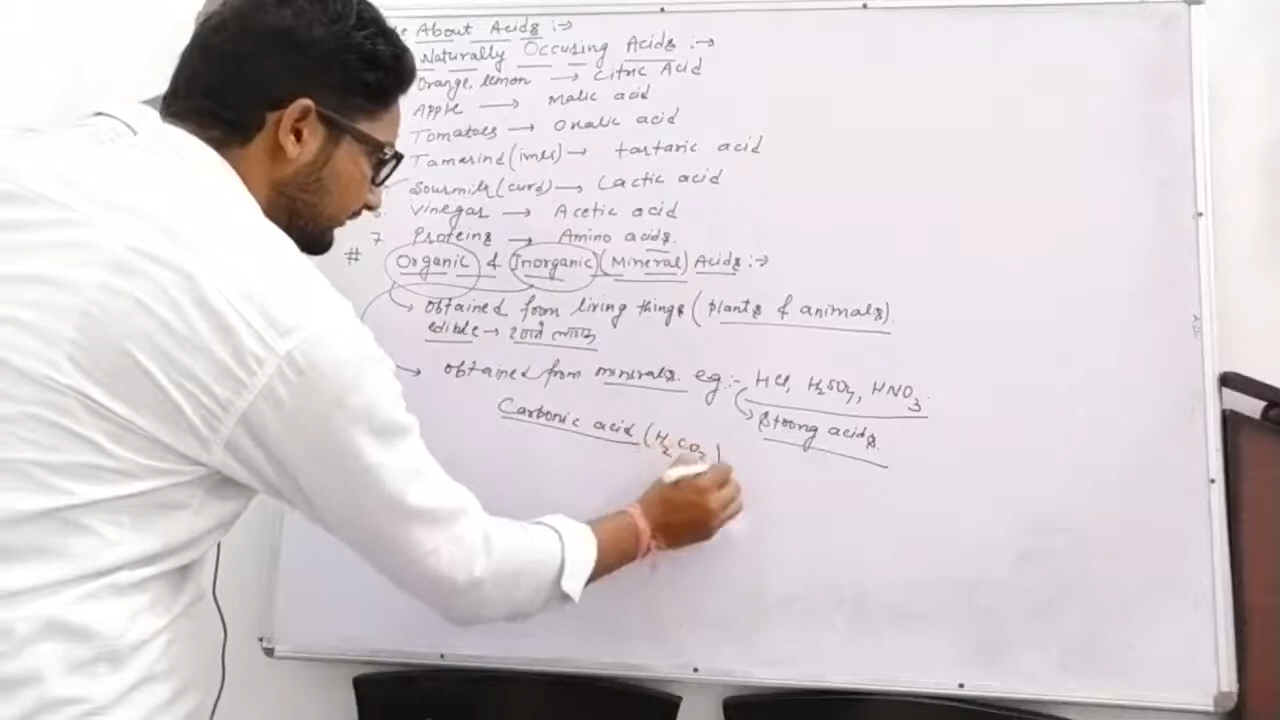 About Acids :->
Naturally Occusing Acids :->
Orange, lemon → Citric Acid
Apple → Malic acid
Tomatoes → Oxalic acid
Tamarind (imli) → tartaric acid
Sourmilk (curd) → Lactic acid
Vinegar → Acetic acid
7. Proteins → Amino acids.
# Organic & Inorganic (Mineral) Acids :->
→ obtained from living things (plants & animals).
edible → खाने लायक
→ obtained from minerals. eg:- HCl, H₂SO₄, HNO₃.
Carbonic acid (H₂CO₃)
→ Strong acids.